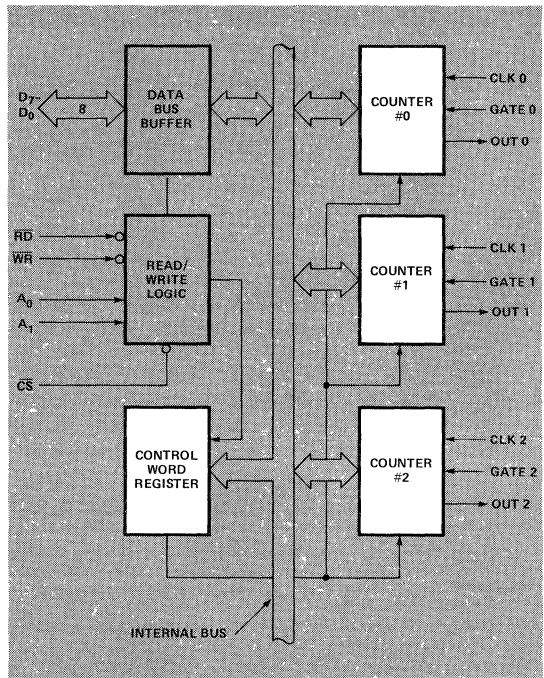 D7-
D0
8
DATA
BUS
BUFFER
COUNTER
#0
CLK 0
GATE 0
OUT 0
RD
WR
A0
A1
CS
READ/
WRITE
LOGIC
COUNTER
#1
CLK 1
GATE 1
OUT 1
CONTROL
WORD
REGISTER
COUNTER
#2
CLK 2
GATE 2
OUT 2
INTERNAL BUS